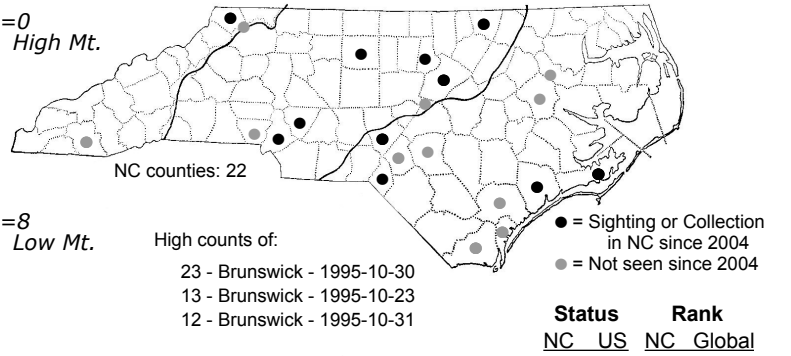 =0
High Mt.
NC counties: 22
=8
Low Mt.
High counts of:
23 - Brunswick - 1995-10-30
13 - Brunswick - 1995-10-23
12 - Brunswick - 1995-10-31
= Sighting or Collection
in NC since 2004
= Not seen since 2004
Status Rank
NC US NC Global